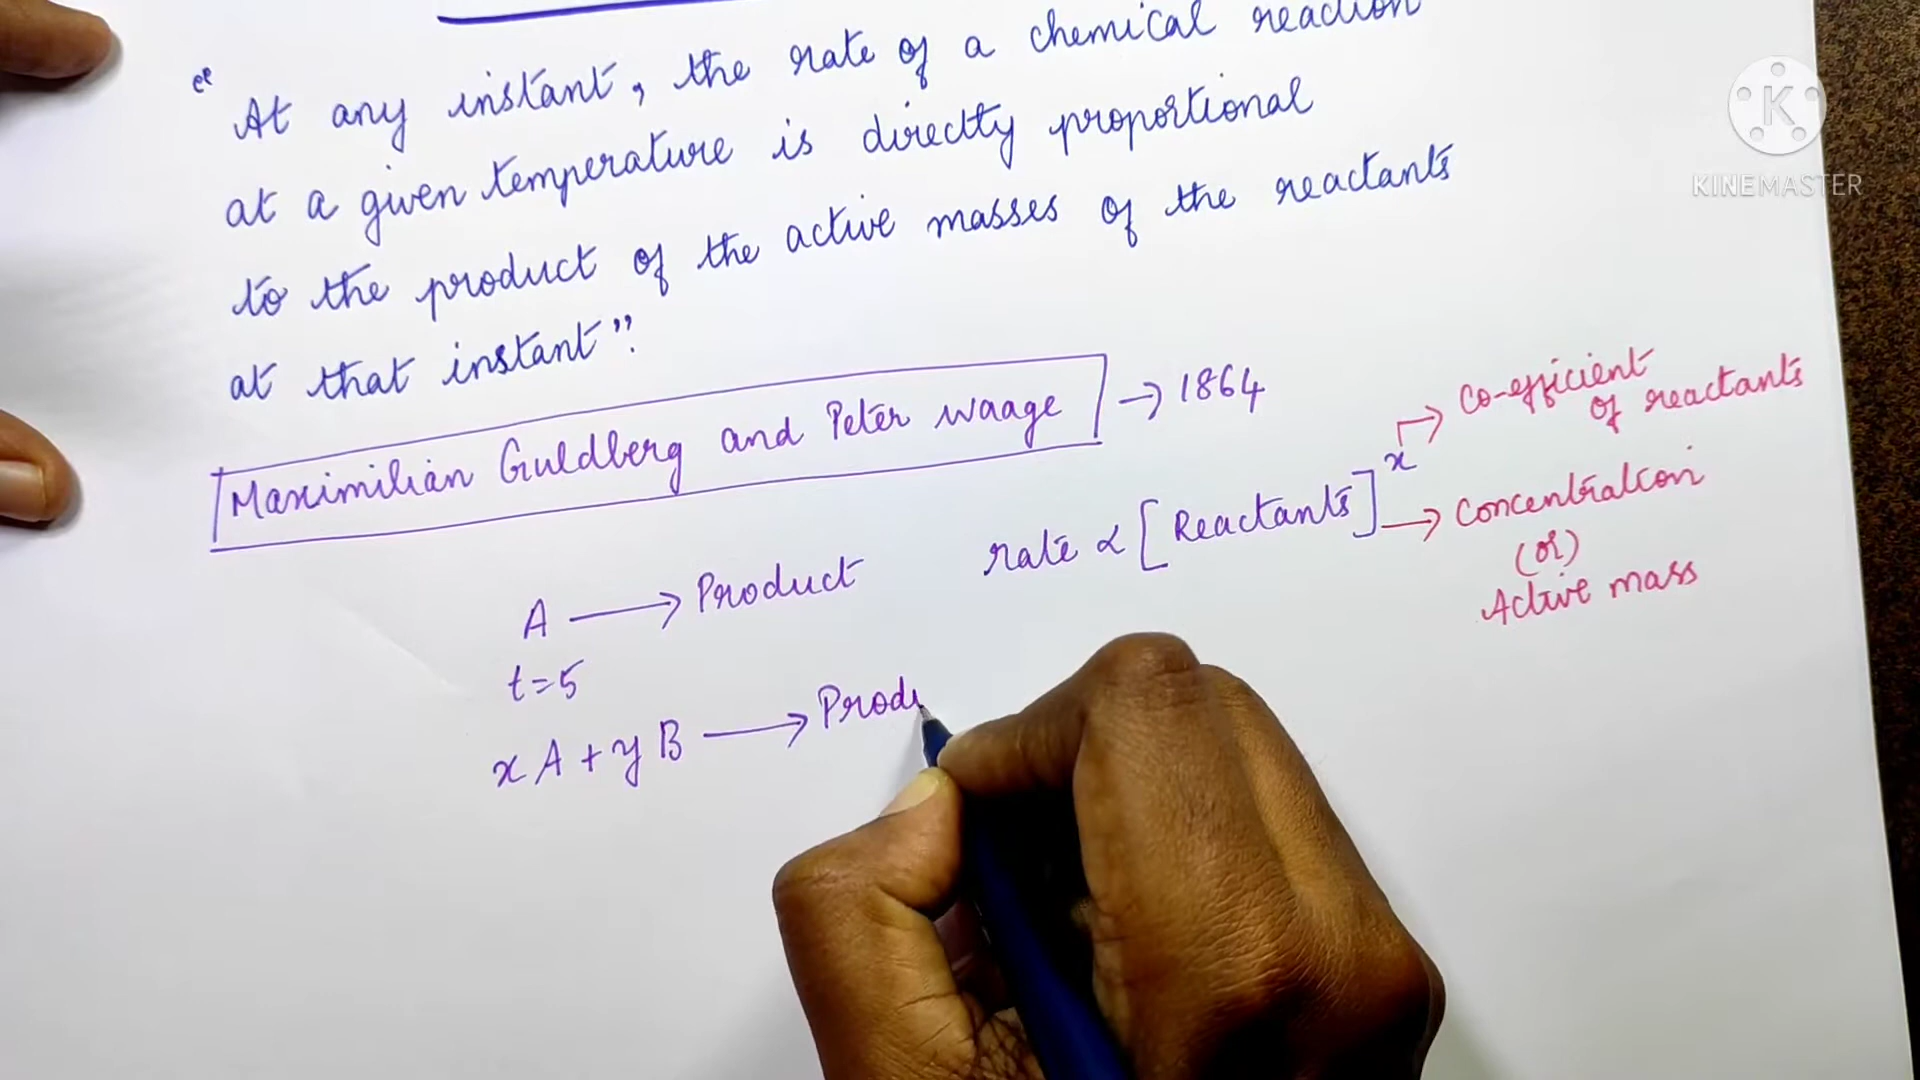 “ At any instant, the rate of a chemical reaction
at a given temperature is directly proportional
to the product of the active masses of the reactants
at that instant”.
Maximilian Guldberg and Peter waage → 1864
x → Co-efficient
of reactants
rate ∝ [Reactants] → Concentration
(or)
Active mass
A → Product
t=5
x A + y B → Produ
K
KINEMASTER